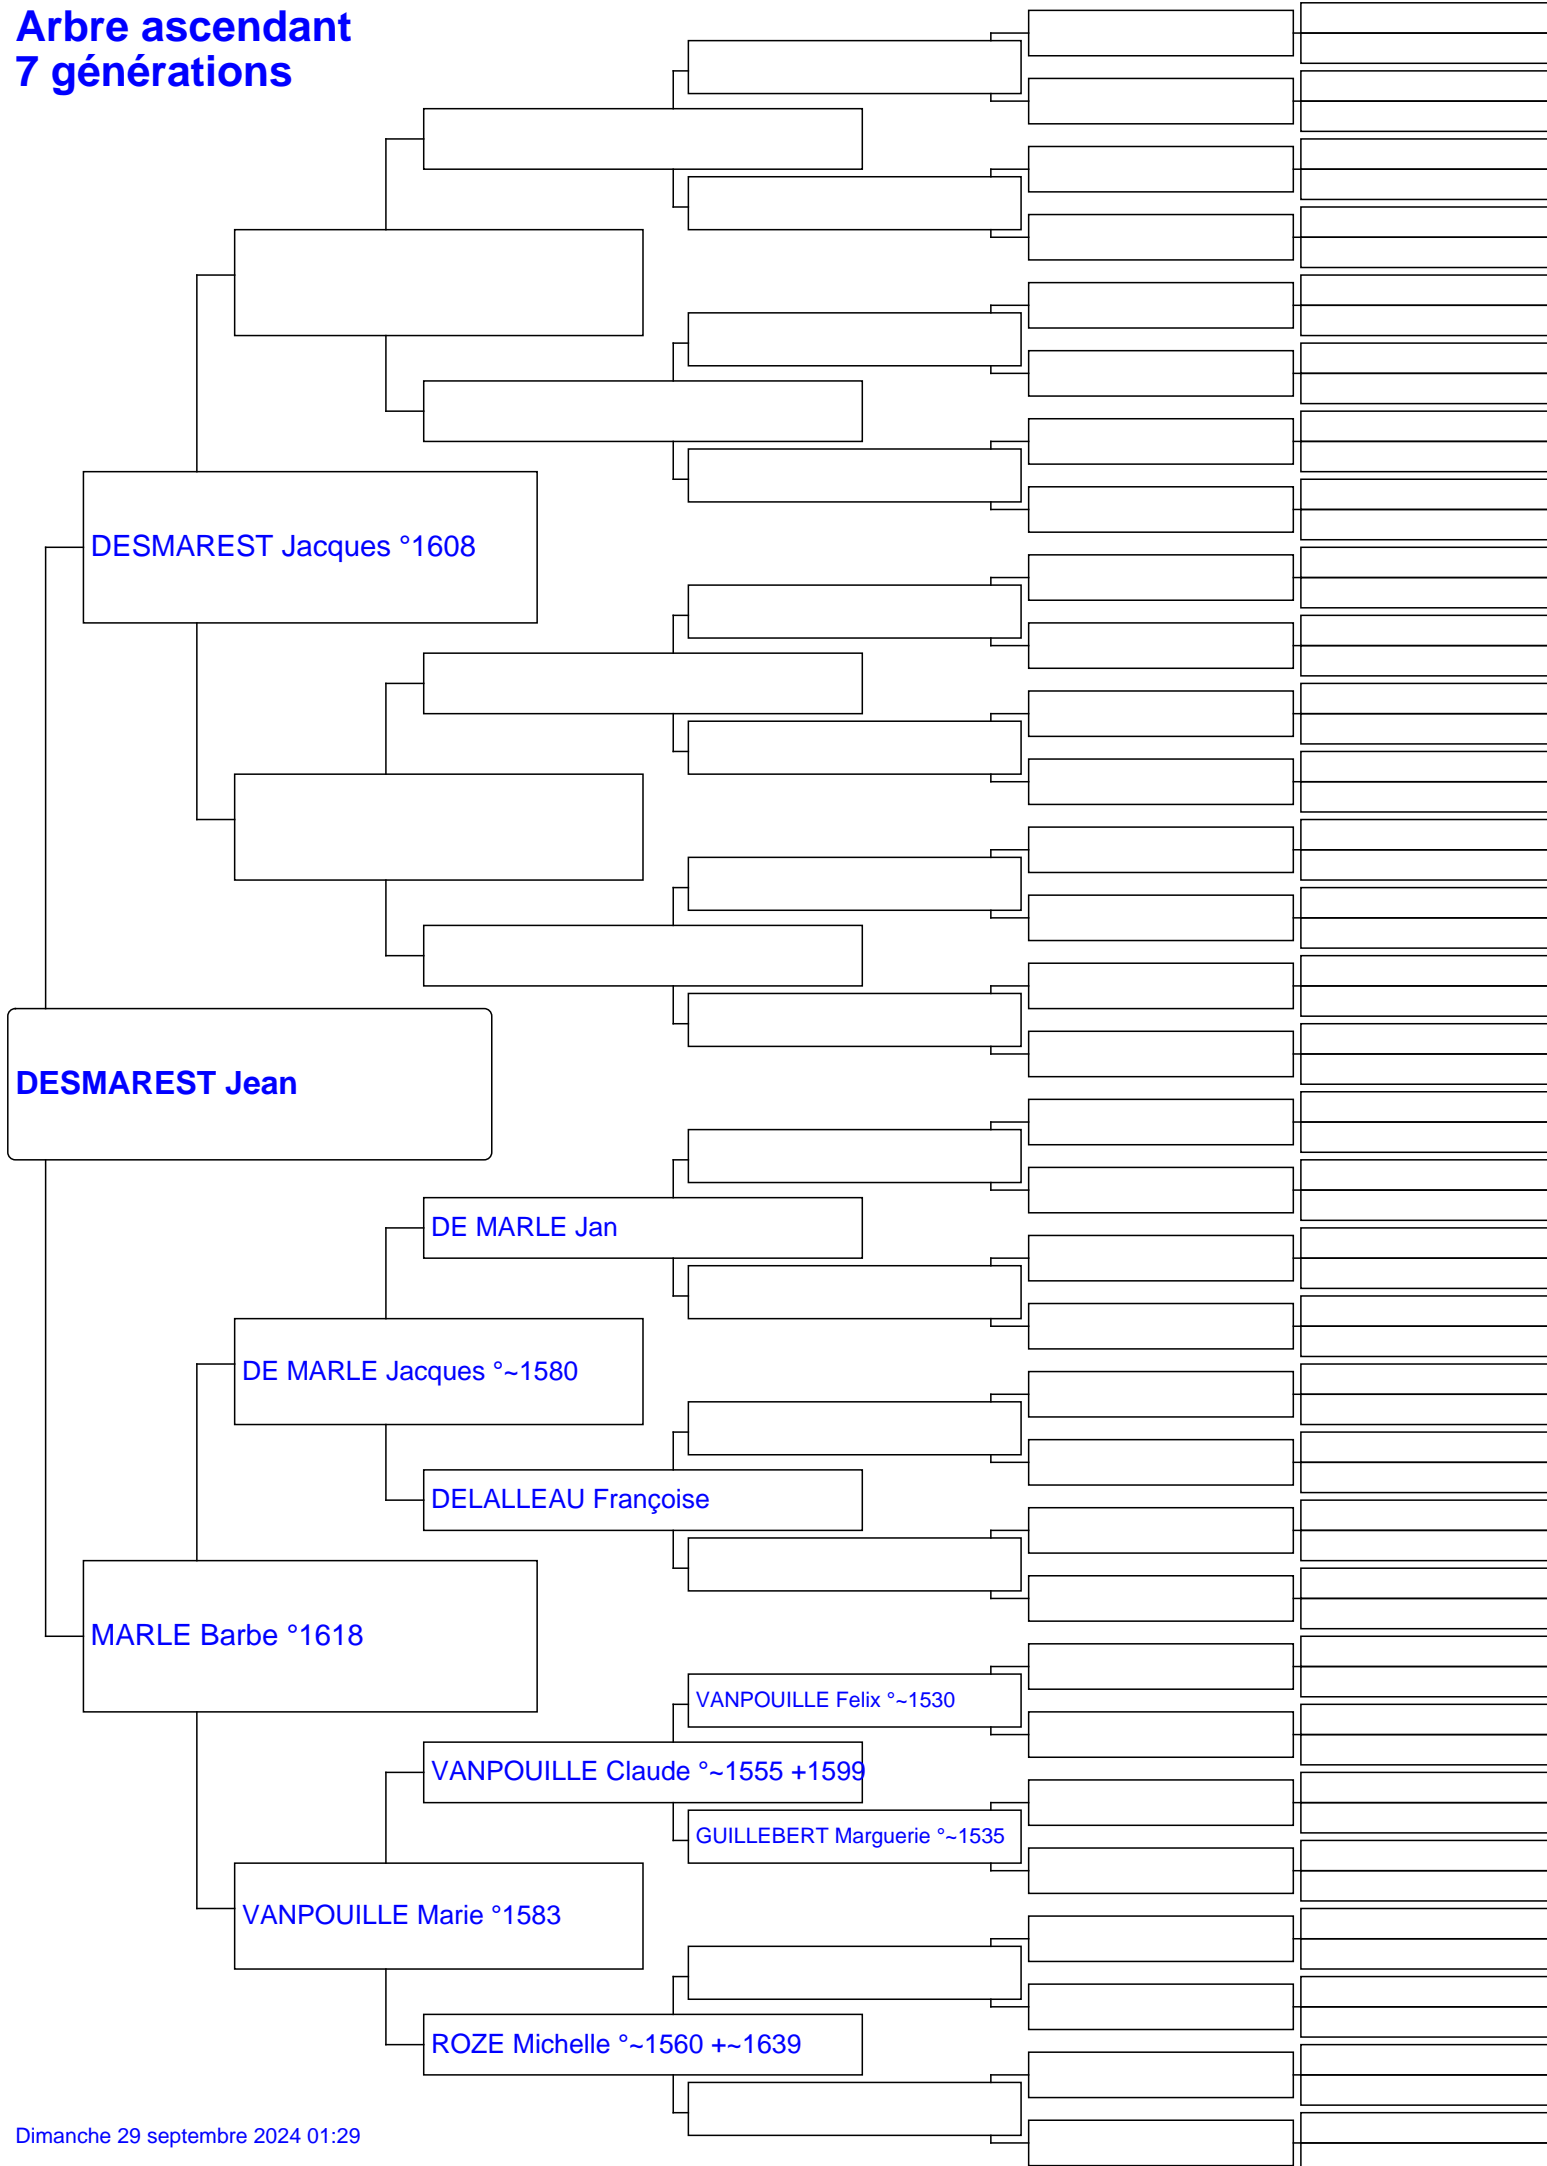 Arbre ascendant
7 générations
DESMAREST Jacques °1608
DESMAREST Jean
DE MARLE Jan
DE MARLE Jacques °~1580
DELALLEAU Françoise
MARLE Barbe °1618
VANPOUILLE Felix °~1530
VANPOUILLE Claude °~1555 +1599
GUILLEBERT Marguerie °~1535
VANPOUILLE Marie °1583
ROZE Michelle °~1560 +~1639
Dimanche 29 septembre 2024 01:29